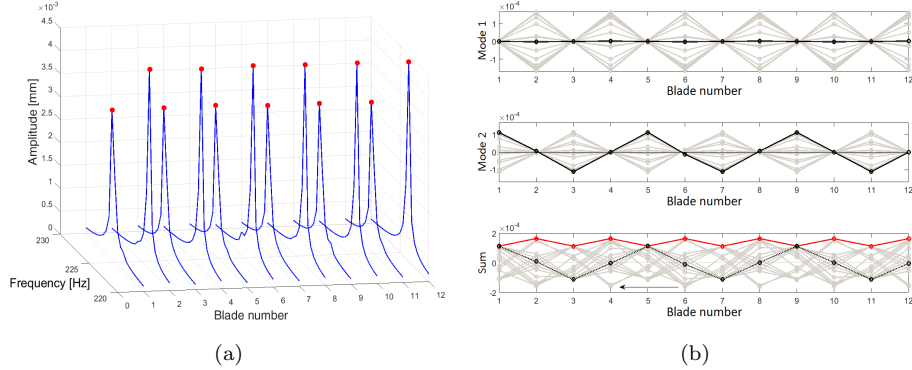 ×10⁻³
4.5
4
3.5
3
2.5
2
1.5
1
0.5
0
Amplitude [mm]
230
225
220
Frequency [Hz]
0 1 2 3 4 5 6 7 8 9 10 11 12
Blade number
(a)
×10⁻⁴
1
0
-1
Mode 1
1 2 3 4 5 6 7 8 9 10 11 12
Blade number
×10⁻⁴
1
0
-1
Mode 2
1 2 3 4 5 6 7 8 9 10 11 12
Blade number
×10⁻⁴
2
0
-2
Sum
1 2 3 4 5 6 7 8 9 10 11 12
Blade number
(b)